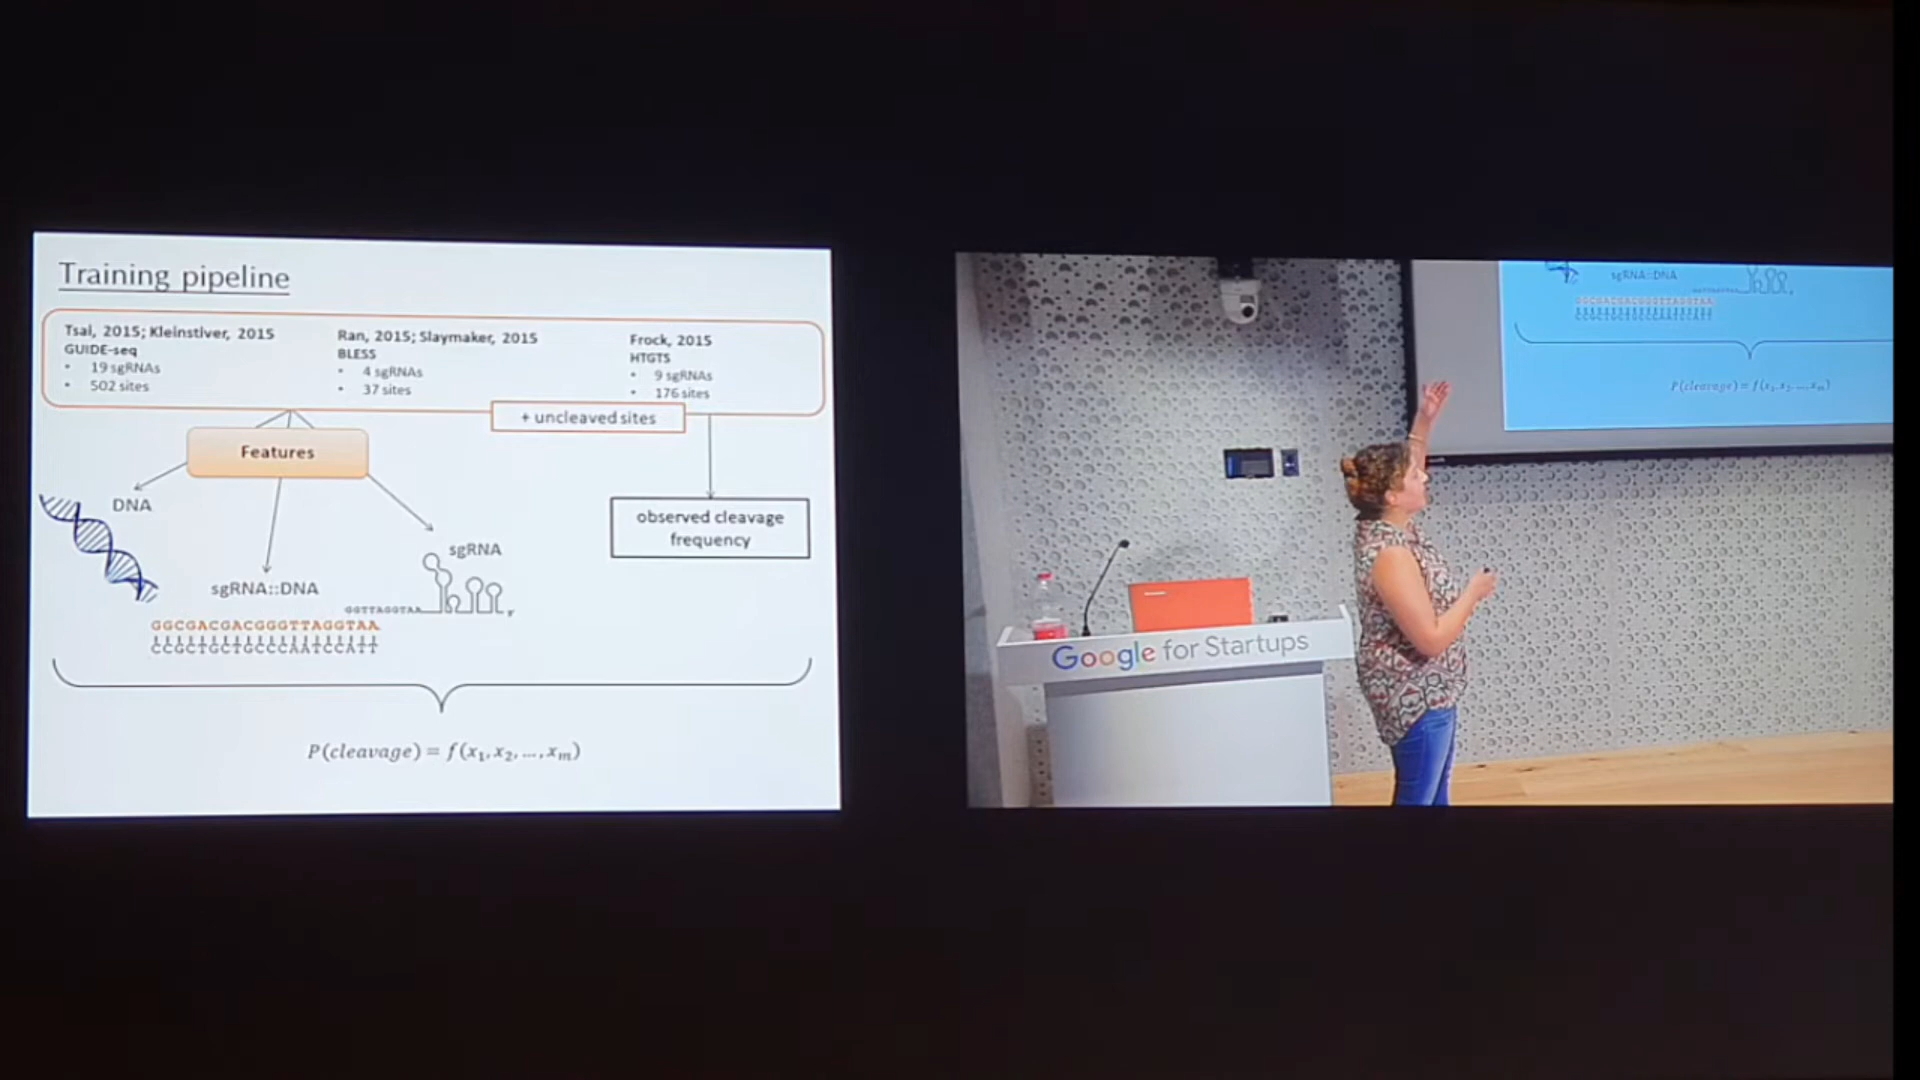 Training pipeline
Tsai, 2015; Kleinstiver, 2015
GUIDE-seq
• 19 sgRNAs
• 502 sites
Ran, 2015; Slaymaker, 2015
BLESS
• 4 sgRNAs
• 37 sites
Frock, 2015
HTGTS
• 9 sgRNAs
• 176 sites
+ uncleaved sites
Features
DNA
sgRNA::DNA
sgRNA
observed cleavage
frequency
GGTTAGGTAA
GGCGACGACGGGTTAGGTAA
CCGCTGCTGCCCAATCCATT
P(cleavage) = f(x₁, x₂, ..., xₘ)
sgRNA::DNA
GGCGACGACGGGTTAGGTAA
CCGCTGCTGCCCAATCCATT
P(cleavage) = f(x₁, x₂, ..., xₘ)
Google for Startups